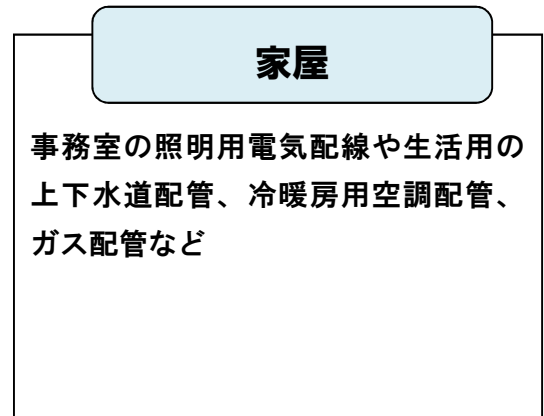 家屋
事務室の照明用電気配線や生活用の
上下水道配管、冷暖房用空調配管、
ガス配管など